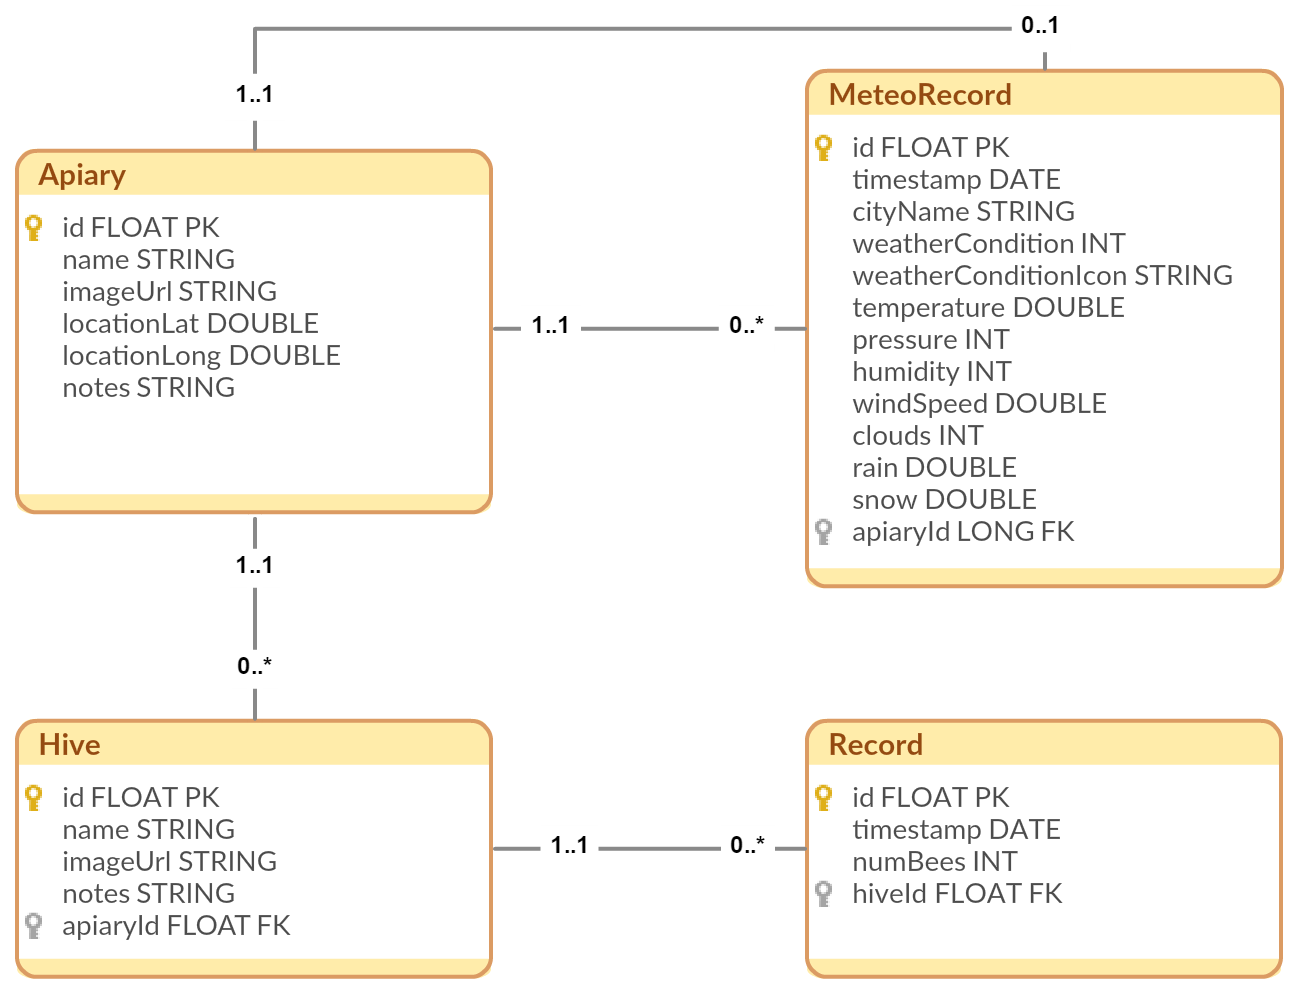 0..1
1..1
MeteoRecord
id FLOAT PK
timestamp DATE
cityName STRING
weatherCondition INT
weatherConditionIcon STRING
temperature DOUBLE
pressure INT
humidity INT
windSpeed DOUBLE
clouds INT
rain DOUBLE
snow DOUBLE
apiaryId LONG FK
Apiary
id FLOAT PK
name STRING
imageUrl STRING
locationLat DOUBLE
locationLong DOUBLE
notes STRING
1..1
0..*
1..1
0..*
Hive
id FLOAT PK
name STRING
imageUrl STRING
notes STRING
apiaryId FLOAT FK
1..1
0..*
Record
id FLOAT PK
timestamp DATE
numBees INT
hiveId FLOAT FK